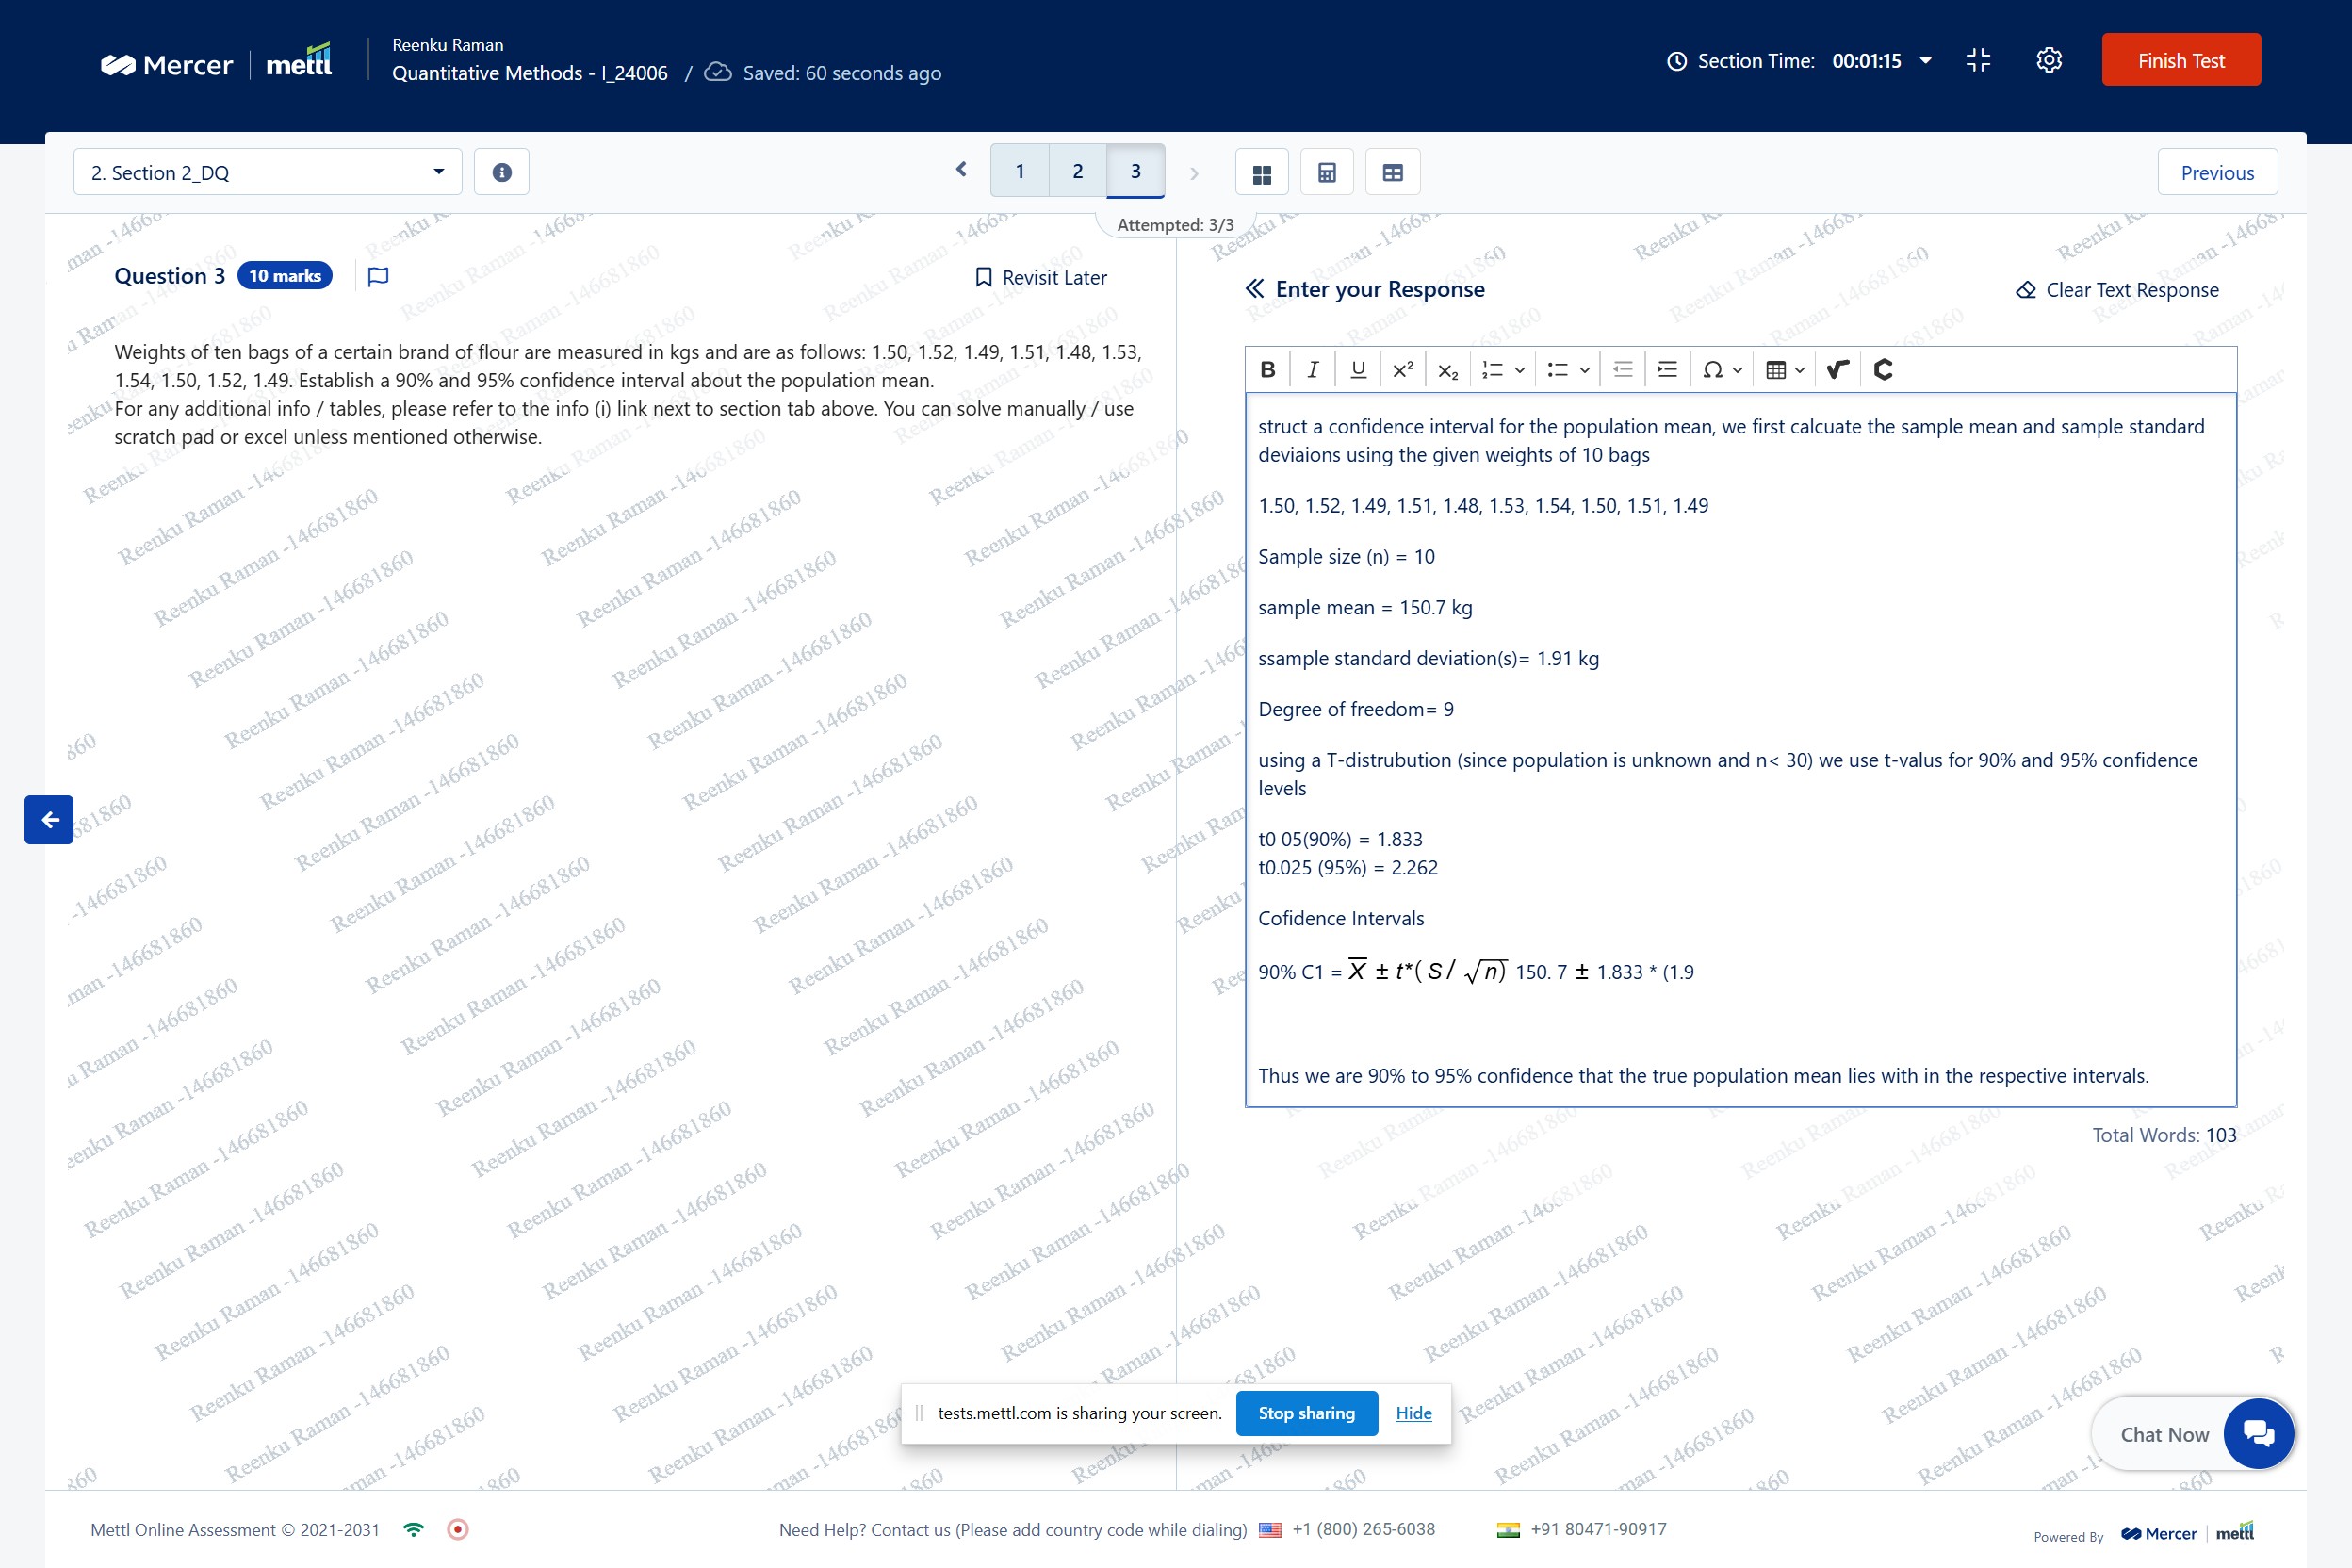 Mercer mettl
Reenku Raman
Quantitative Methods - I_24006 / Saved: 60 seconds ago
Section Time: 00:01:15
Finish Test
2. Section 2_DQ
1 2 3
Previous
Attempted: 3/3
Question 3 10 marks
Revisit Later
Weights of ten bags of a certain brand of flour are measured in kgs and are as follows: 1.50, 1.52, 1.49, 1.51, 1.48, 1.53,
1.54, 1.50, 1.52, 1.49. Establish a 90% and 95% confidence interval about the population mean.
For any additional info / tables, please refer to the info (i) link next to section tab above. You can solve manually / use
scratch pad or excel unless mentioned otherwise.
Enter your Response
Clear Text Response
struct a confidence interval for the population mean, we first calcuate the sample mean and sample standard
deviaions using the given weights of 10 bags
1.50, 1.52, 1.49, 1.51, 1.48, 1.53, 1.54, 1.50, 1.51, 1.49
Sample size (n) = 10
sample mean = 150.7 kg
ssample standard deviation(s)= 1.91 kg
Degree of freedom= 9
using a T-distrubution (since population is unknown and n< 30) we use t-valus for 90% and 95% confidence
levels
t0 05(90%) = 1.833
t0.025 (95%) = 2.262
Cofidence Intervals
90% C1 = X̅ ± t*( S / √n) 150. 7 ± 1.833 * (1.9
Thus we are 90% to 95% confidence that the true population mean lies with in the respective intervals.
Total Words: 103
Reenku Raman -146681860
tests.mettl.com is sharing your screen. Stop sharing Hide
Chat Now
Mettl Online Assessment © 2021-2031
Need Help? Contact us (Please add country code while dialing) +1 (800) 265-6038 +91 80471-90917
Powered By Mercer mettl